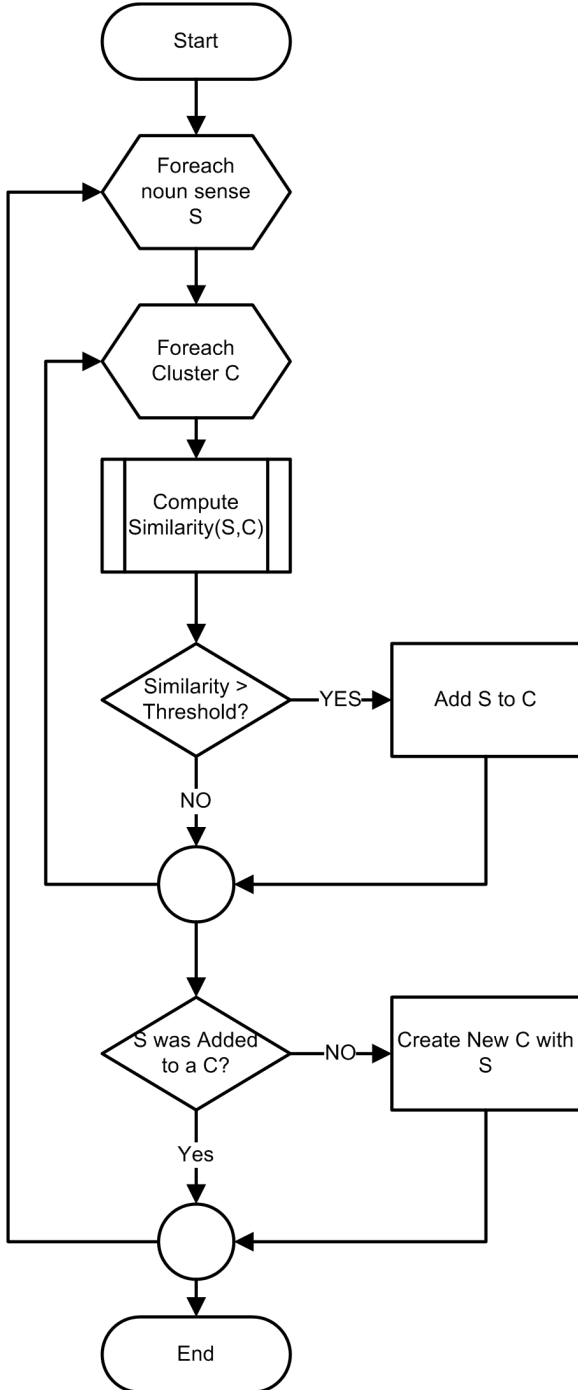 Start
Foreach
noun sense
S
Foreach
Cluster C
Compute
Similarity(S,C)
Similarity >
Threshold?
YES
Add S to C
NO
S was Added
to a C?
NO
Create New C with
S
Yes
End